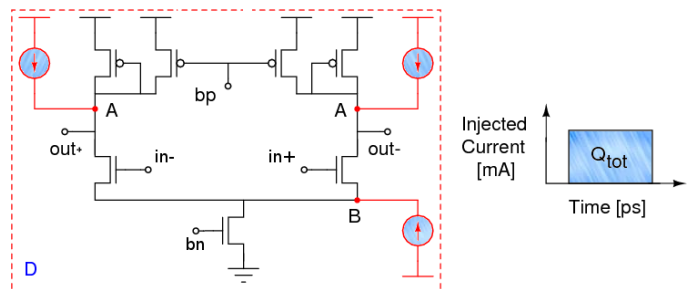 A
A
bp
out+
in-
in+
out-
B
bn
D
Injected
Current
[mA]
Qtot
Time [ps]